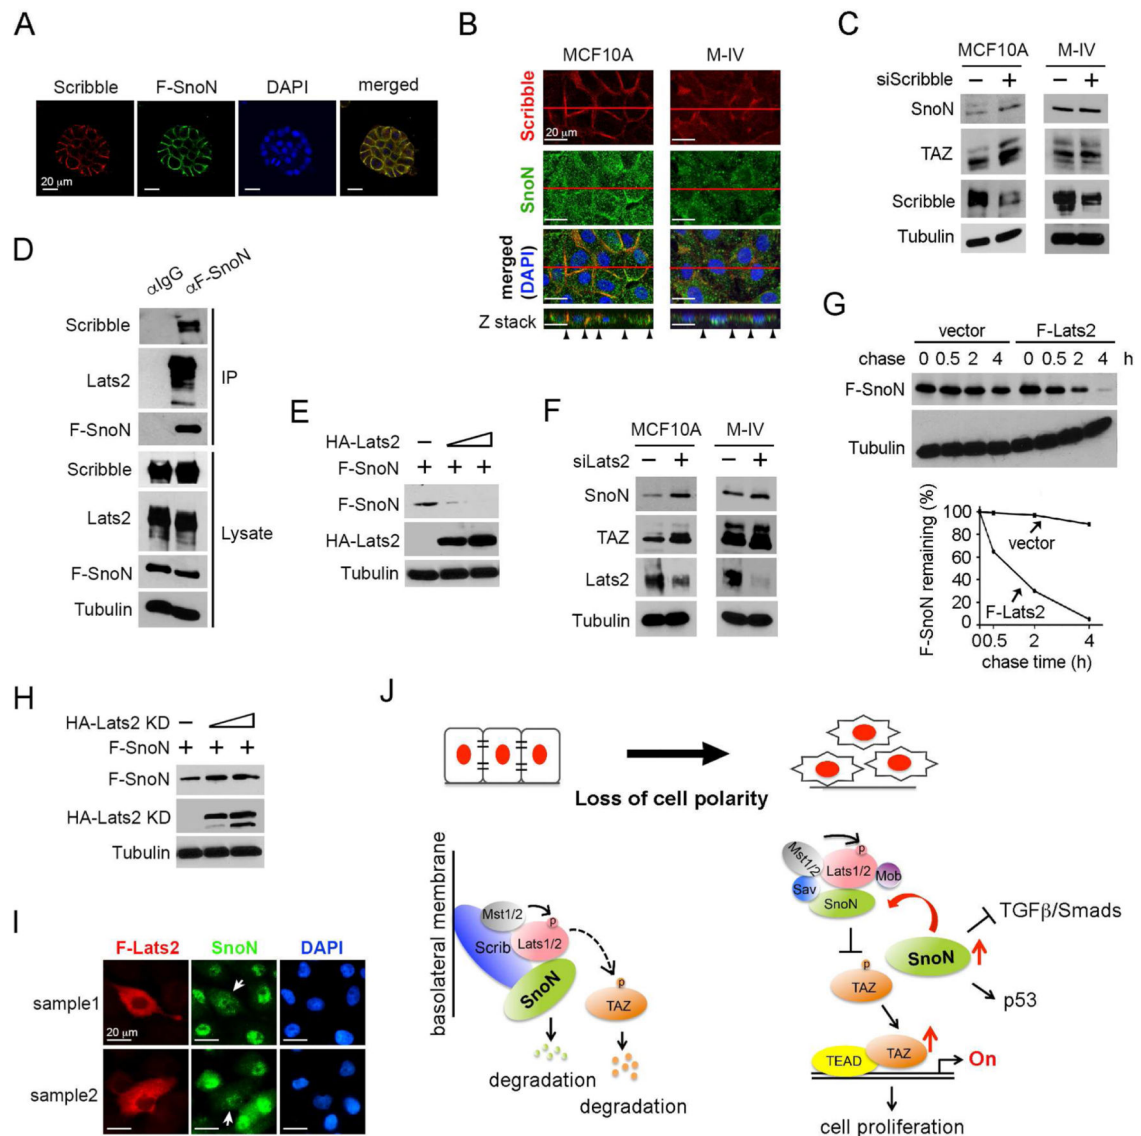 A
Scribble F-SnoN DAPI merged
20 μm
B
MCF10A M-IV
Scribble
20 μm
SnoN
merged
(DAPI)
Z stack
C
MCF10A M-IV
siScribble − + − +
SnoN
TAZ
Scribble
Tubulin
D
αIgG αF-SnoN
Scribble
Lats2
F-SnoN
IP
Scribble
Lats2
F-SnoN
Tubulin
Lysate
E
HA-Lats2 −
F-SnoN + + +
F-SnoN
HA-Lats2
Tubulin
F
MCF10A M-IV
siLats2 − + − +
SnoN
TAZ
Lats2
Tubulin
G
vector F-Lats2
chase 0 0.5 2 4 0 0.5 2 4 h
F-SnoN
Tubulin
F-SnoN remaining (%)
100
80
60
40
20
0
vector
F-Lats2
00.5 2 4
chase time (h)
H
HA-Lats2 KD −
F-SnoN + + +
F-SnoN
HA-Lats2 KD
Tubulin
I
F-Lats2 SnoN DAPI
sample1
20 μm
sample2
J
Loss of cell polarity
basolateral membrane
Mst1/2
p
Scrib Lats1/2
SnoN
p
TAZ
degradation
degradation
Mst1/2
p
Lats1/2
Mob
Sav
SnoN
TGFβ/Smads
SnoN
p
TAZ
p53
TEAD TAZ
On
cell proliferation